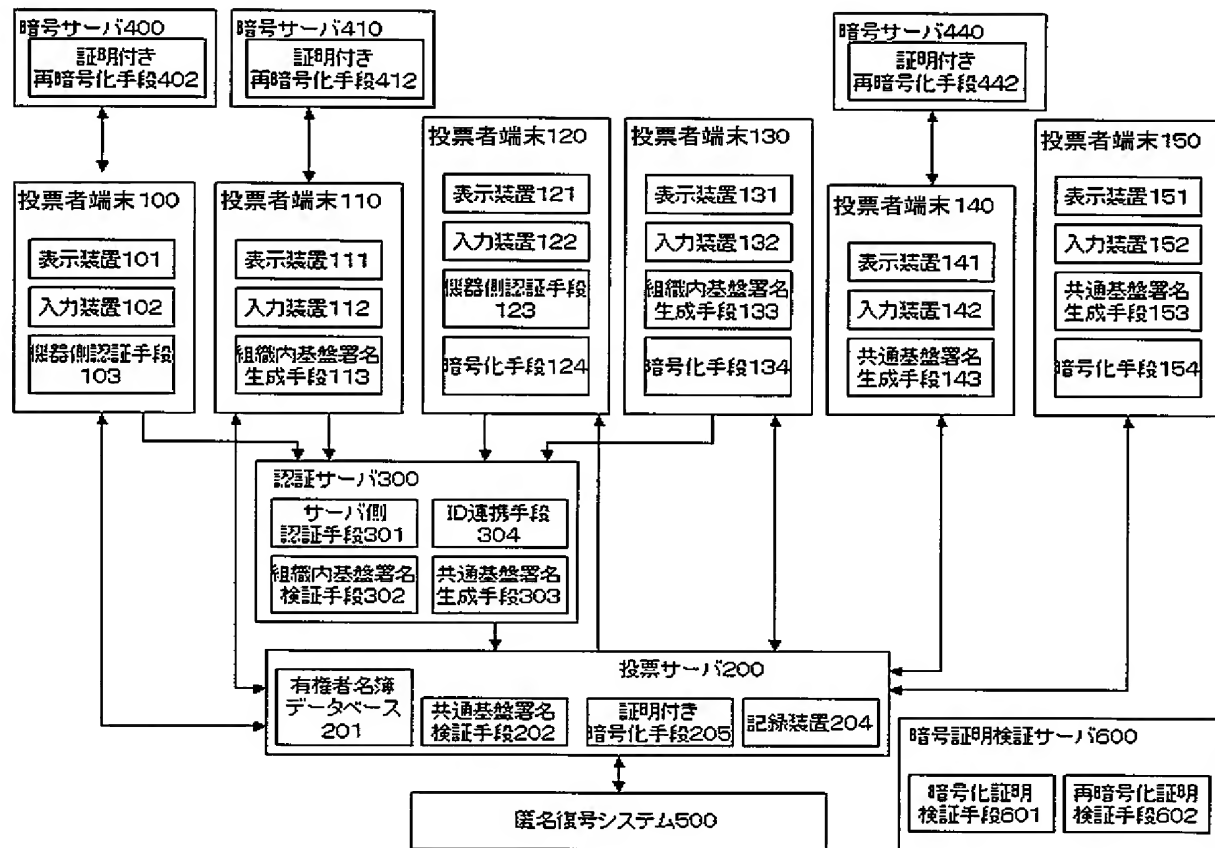 暗号サーバ400
証明付き
再暗号化手段402
暗号サーバ410
証明付き
再暗号化手段412
暗号サーバ440
証明付き
再暗号化手段442
投票者端末100
表示装置101
入力装置102
機器側認証手段
103
投票者端末110
表示装置111
入力装置112
組織内基盤署名
生成手段113
投票者端末120
表示装置121
入力装置122
機器側認証手段
123
暗号化手段124
投票者端末130
表示装置131
入力装置132
組織内基盤署名
生成手段133
暗号化手段134
投票者端末140
表示装置141
入力装置142
共通基盤署名
生成手段143
投票者端末150
表示装置151
入力装置152
共通基盤署名
生成手段153
暗号化手段154
認証サーバ300
サーバ側
認証手段301
ID連携手段
304
組織内基盤署名
検証手段302
共通基盤署名
生成手段303
投票サーバ200
有権者名簿
データベース
201
共通基盤署名
検証手段202
証明付き
暗号化手段205
記録装置204
暗号証明検証サーバ600
暗号化証明
検証手段601
再暗号化証明
検証手段602
匿名復号システム500